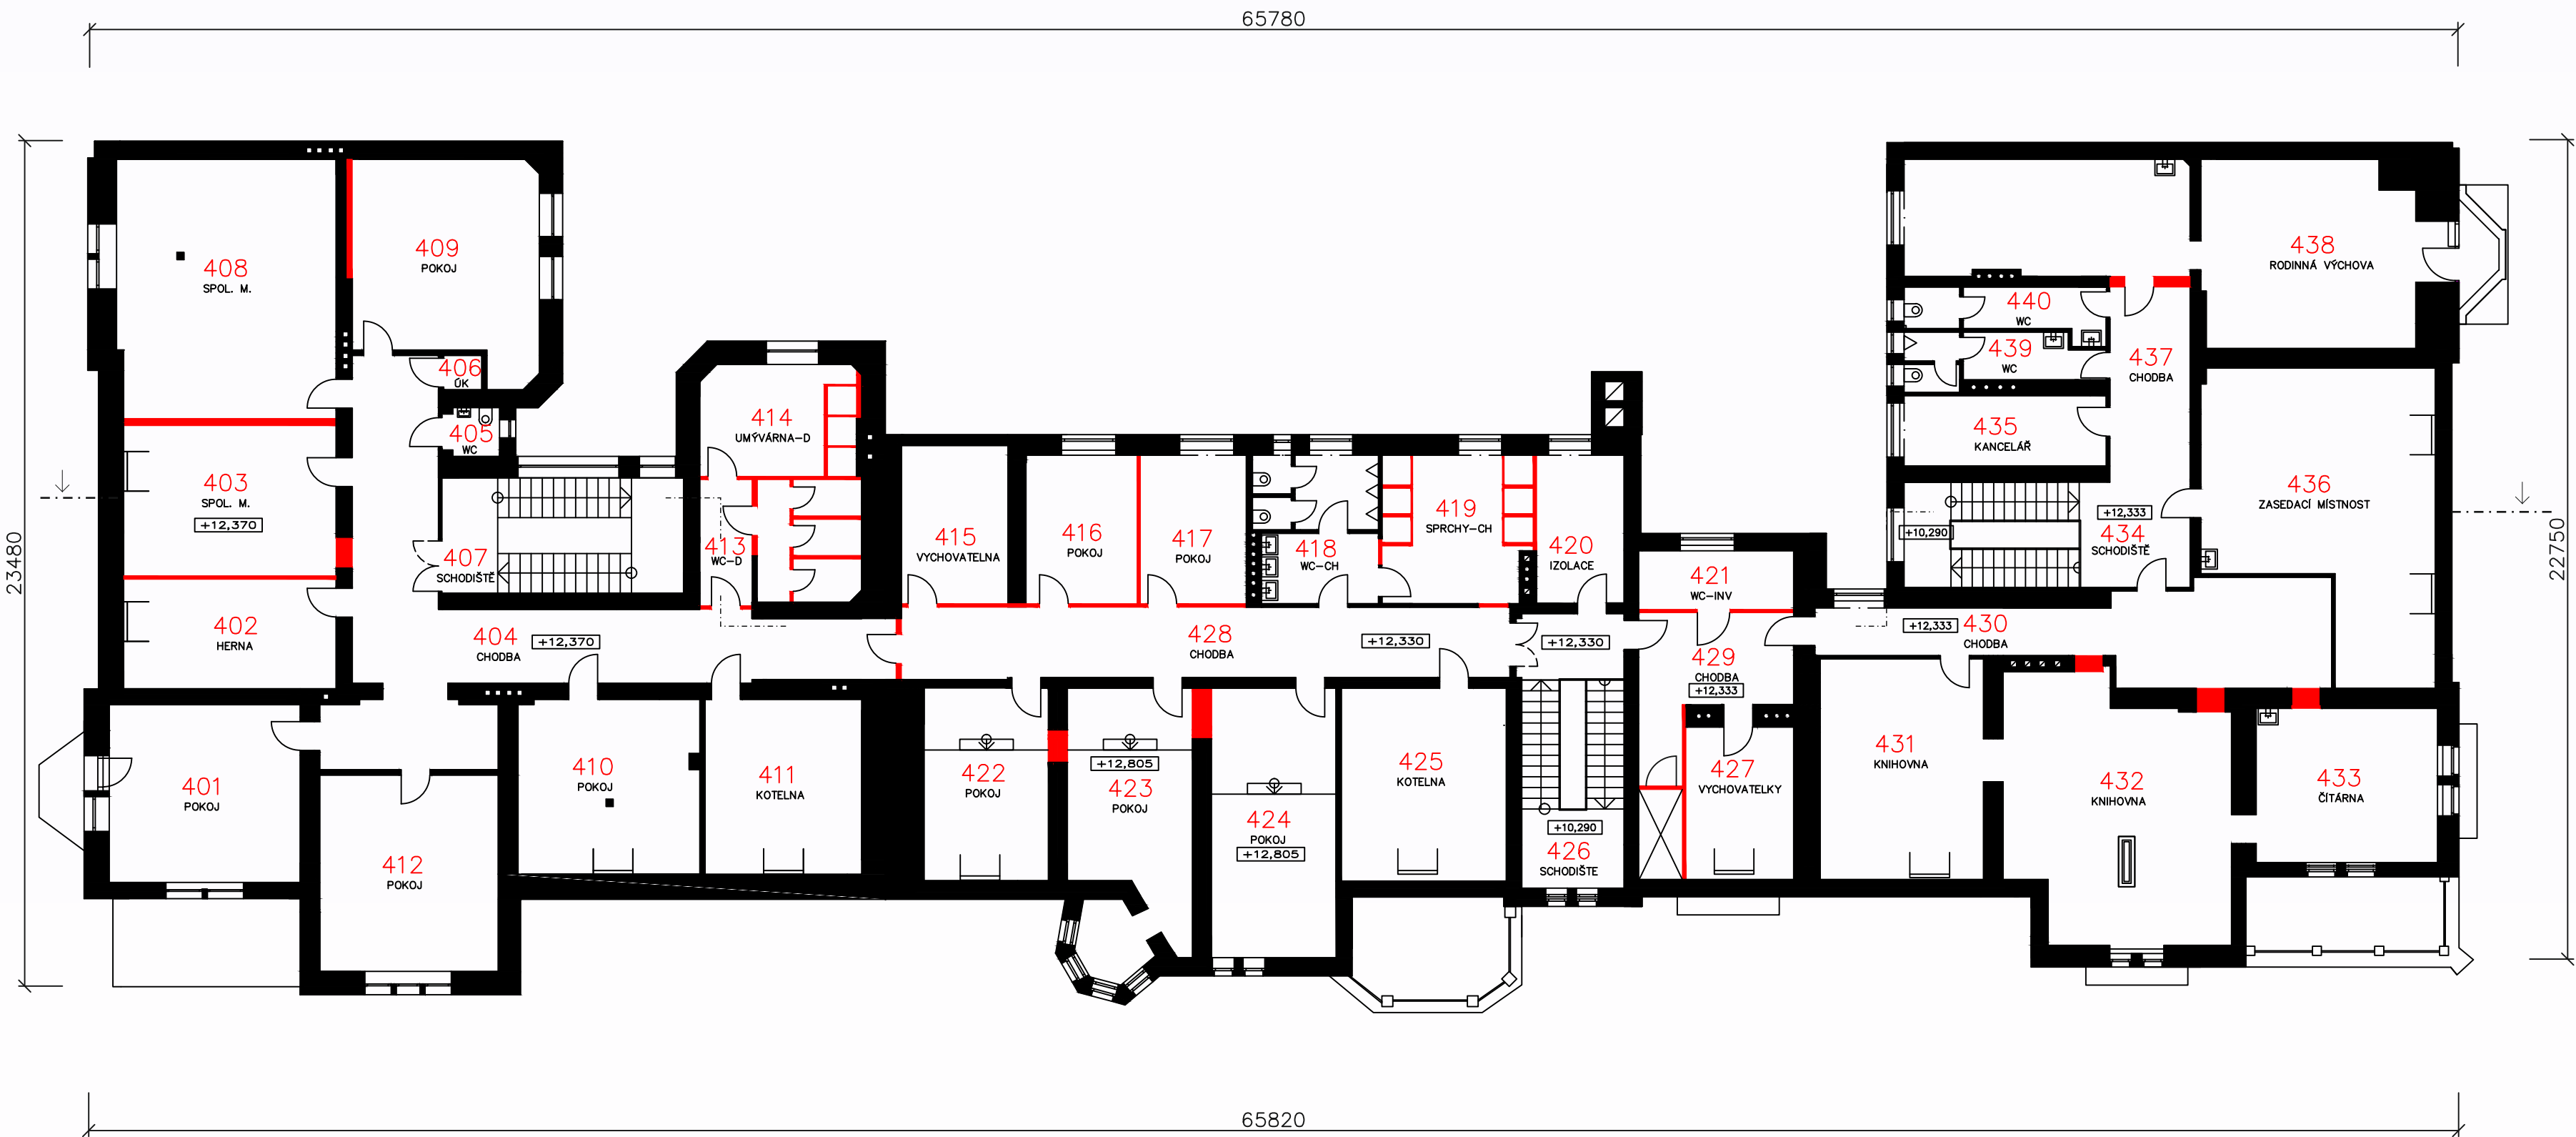 65780
23480
22750
408
SPOL. M.
409
POKOJ
438
RODINNÁ VÝCHOVA
440
WC
439
WC
437
CHODBA
406
ÚK
405
WC
414
UMÝVÁRNA-D
435
KANCELÁŘ
403
SPOL. M.
+12,370
436
ZASEDACÍ MÍSTNOST
407
SCHODIŠTĚ
413
WC-D
415
VYCHOVATELNA
416
POKOJ
417
POKOJ
418
WC-CH
419
SPRCHY-CH
420
IZOLACE
421
WC-INV
+10,290
+12,333
434
SCHODIŠTĚ
402
HERNA
404
CHODBA
+12,370
428
CHODBA
+12,330
+12,330
429
CHODBA
+12,333
+12,333
430
CHODBA
401
POKOJ
412
POKOJ
410
POKOJ
411
KOTELNA
422
POKOJ
+12,805
423
POKOJ
424
POKOJ
+12,805
425
KOTELNA
+10,290
426
SCHODIŠTE
427
VYCHOVATELKY
431
KNIHOVNA
432
KNIHOVNA
433
ČÍTÁRNA
65820